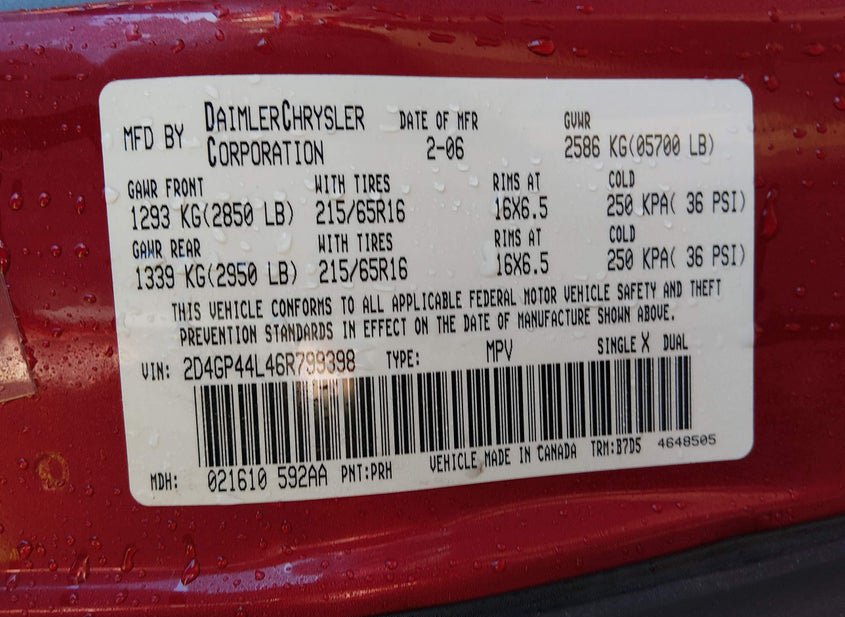 MFD BY DAIMLERCHRYSLER CORPORATION DATE OF MFR 2-06 GVWR 2586 KG(05700 LB)
GAWR FRONT WITH TIRES RIMS AT COLD
1293 KG(2850 LB) 215/65R16 16X6.5 250 KPA( 36 PSI)
GAWR REAR WITH TIRES RIMS AT COLD
1339 KG(2950 LB) 215/65R16 16X6.5 250 KPA( 36 PSI)
THIS VEHICLE CONFORMS TO ALL APPLICABLE FEDERAL MOTOR VEHICLE SAFETY AND THEFT
PREVENTION STANDARDS IN EFFECT ON THE DATE OF MANUFACTURE SHOWN ABOVE.
VIN: 2D4GP44L46R799398 TYPE: MPV SINGLE X DUAL
MDH: 021610 592AA PNT:PRH VEHICLE MADE IN CANADA TRM:B7D5 4648505